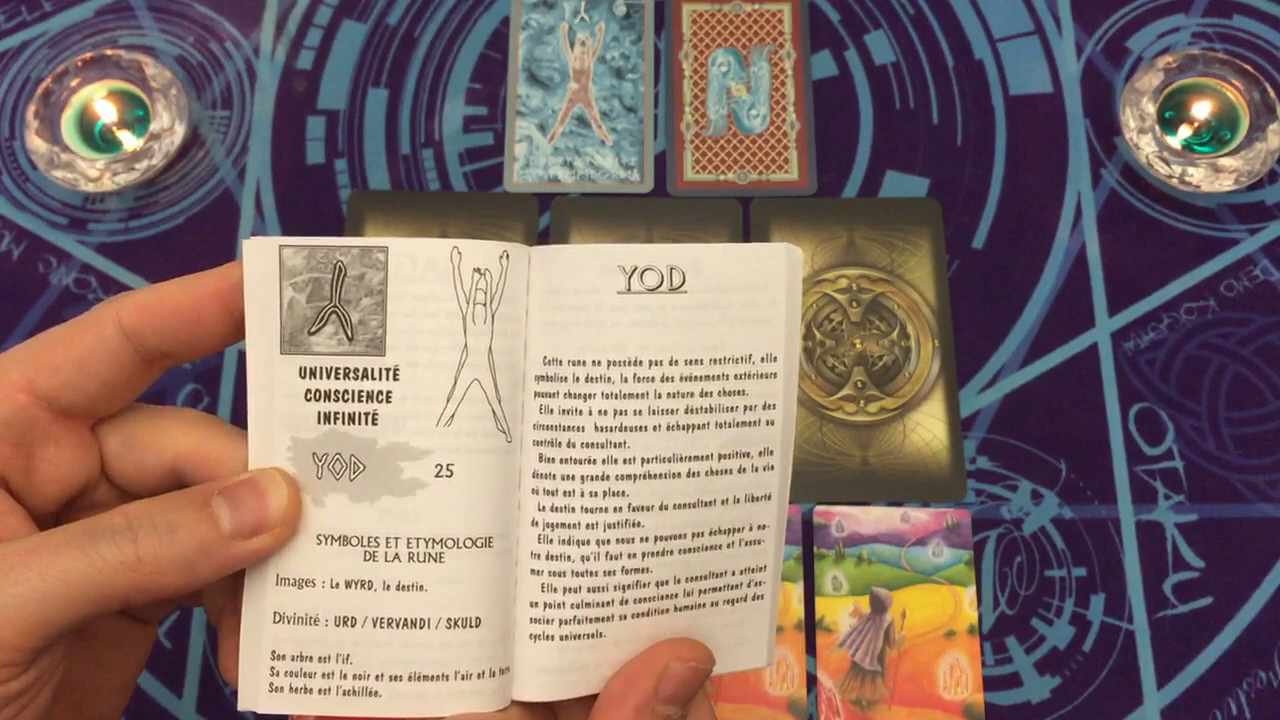 UNIVERSALITÉ
CONSCIENCE
INFINITÉ
YOD
25
SYMBOLES ET ETYMOLOGIE
DE LA RUNE
Images : Le WYRD, le destin.
Divinité : URD / VERVANDI / SKULD
Son arbre est l'if.
Sa couleur est le noir et ses éléments l'air et la terre
Son herbe est l'achillée.
YOD
Cette rune ne possède pas de sens restrictif, elle
symbolise le destin, la force des événements extérieurs
pouvant changer totalement la nature des choses.
Elle invite à ne pas se laisser déstabiliser par des
circonstances hasardeuses et échappant totalement au
contrôle du consultant.
Bien entourée elle est particulièrement positive, elle
dénote une grande compréhension des choses de la vie
où tout est à sa place.
Le destin tourne en faveur du consultant et la liberté
de jugement est justifiée.
Elle indique que nous ne pouvons pas échapper à no-
tre destin, qu'il faut en prendre conscience et l'assu-
mer sous toutes ses formes.
Elle peut aussi signifier que le consultant a atteint
un point culminant de conscience lui permettant d'as-
socier parfaitement sa condition humaine au regard des
cycles universels.
OTAKU